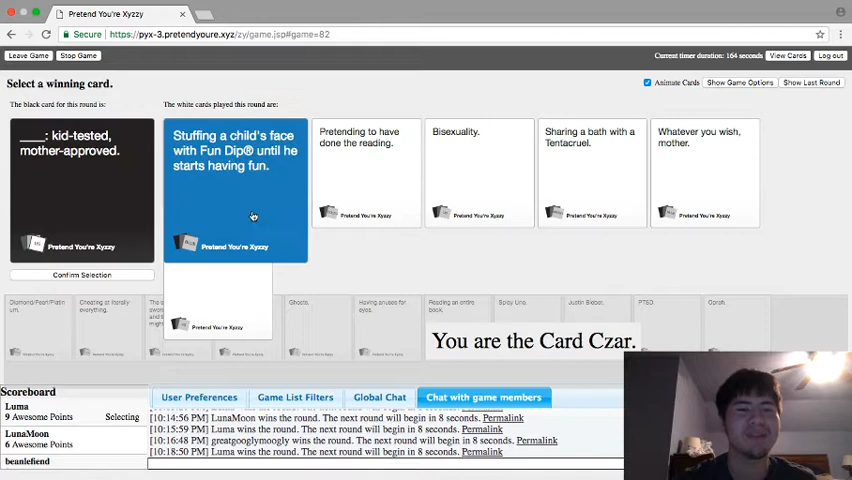 Pretend You're Xyzzy
Secure
https://pyx-3.pretendyoure.xyz/zy/game.jsp#game=82
Leave Game
Stop Game
Current timer duration: 164 seconds
View Cards
Log out
Select a winning card.
Animate Cards
Show Game Options
Show Last Round
The black card for this round is:
The white cards played this round are:
____: kid-tested,
mother-approved.
Pretend You're Xyzzy
Stuffing a child's face
with Fun Dip® until he
starts having fun.
Pretend You're Xyzzy
Pretending to have
done the reading.
Pretend You're Xyzzy
Bisexuality.
Pretend You're Xyzzy
Sharing a bath with a
Tentacruel.
Pretend You're Xyzzy
Whatever you wish,
mother.
Pretend You're Xyzzy
Confirm Selection
Pretend You're Xyzzy
Diamond/Pearl/Platin
um.
Cheating at literally
everything.
Ghosts.
Having anuses for
eyes.
Reading an entire
book.
Spicy Uno.
Justin Bieber.
PTSD.
Oprah.
You are the Card Czar.
Scoreboard
Luma
9 Awesome Points
Selecting
LunaMoon
6 Awesome Points
beanlefiend
User Preferences
Game List Filters
Global Chat
Chat with game members
[10:14:56 PM] LunaMoon wins the round. The next round will begin in 8 seconds. Permalink
[10:15:59 PM] Luma wins the round. The next round will begin in 8 seconds. Permalink
[10:16:48 PM] greatgooglymoogly wins the round. The next round will begin in 8 seconds. Permalink
[10:18:50 PM] Luma wins the round. The next round will begin in 8 seconds. Permalink